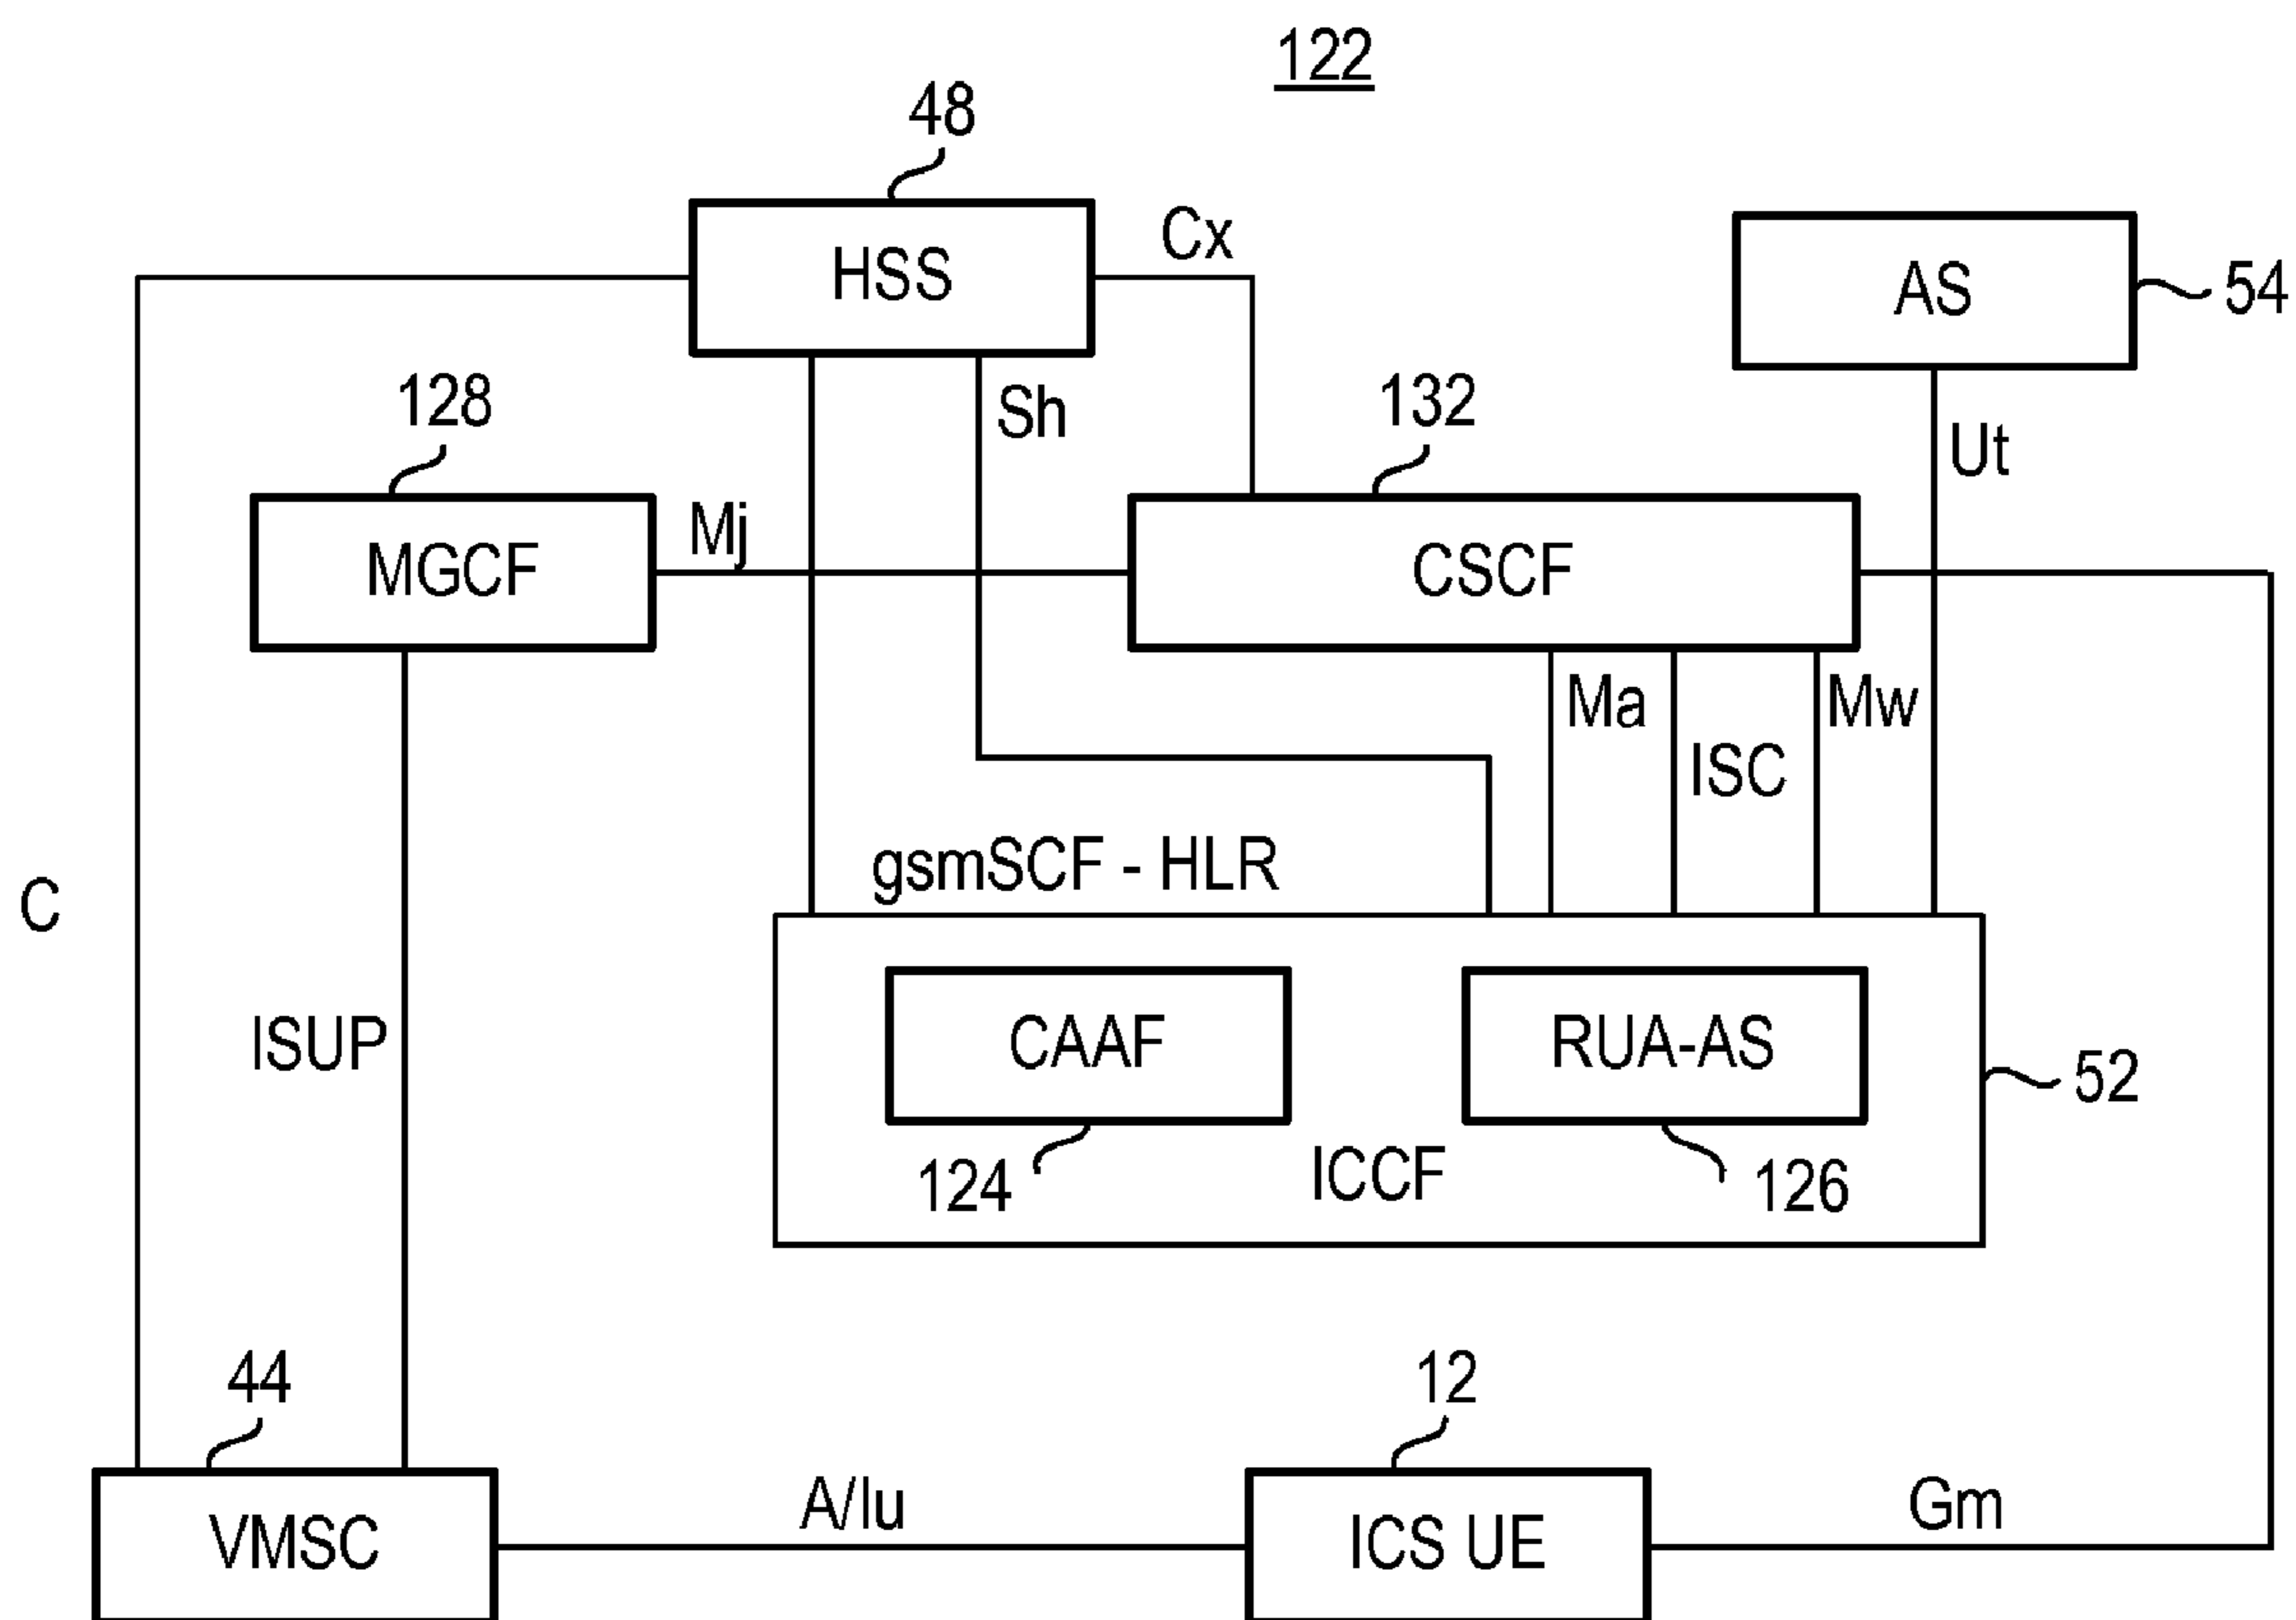 122
48
HSS
Cx
AS
54
128
Sh
132
Ut
MGCF
Mj
CSCF
Ma
Mw
ISC
gsmSCF - HLR
C
ISUP
CAAF
RUA-AS
52
124
ICCF
126
44
12
VMSC
A/Iu
ICS UE
Gm